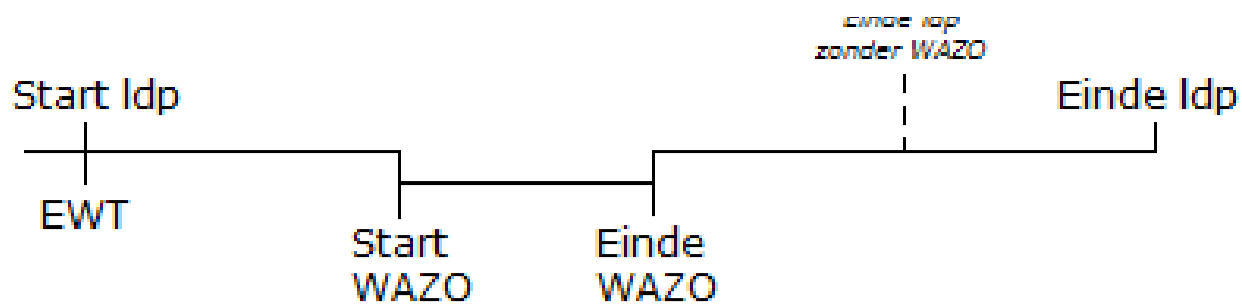 Einde ldp
zonder WAZO
Start ldp
Einde ldp
EWT
Start
WAZO
Einde
WAZO